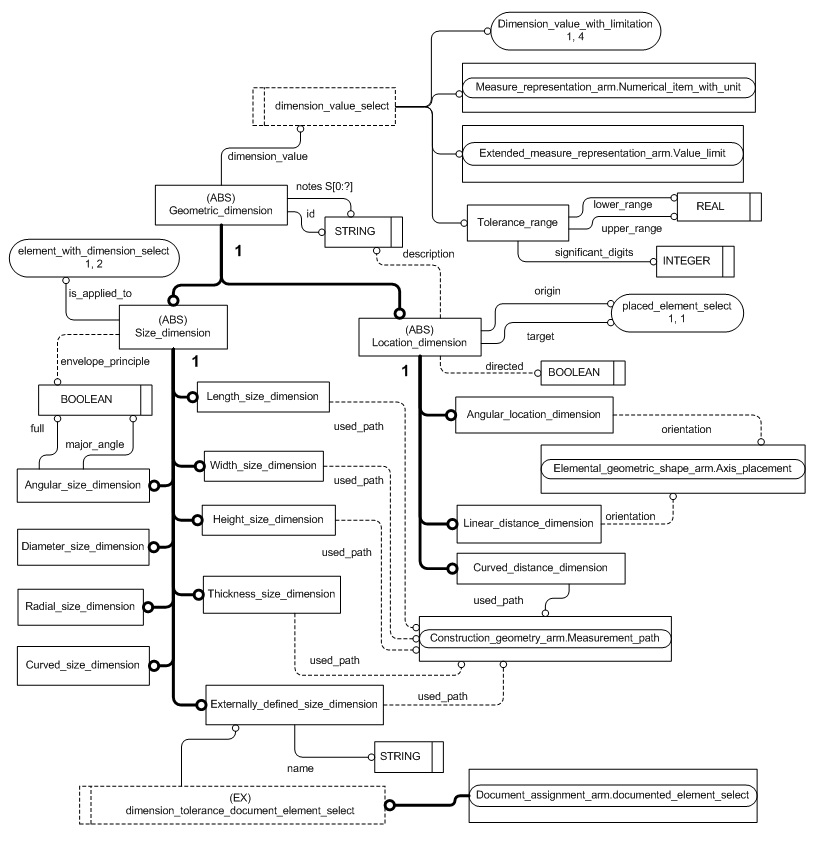 Dimension_value_with_limitation
1, 4
Measure_representation_arm.Numerical_item_with_unit
dimension_value_select
Extended_measure_representation_arm.Value_limit
dimension_value
(ABS)
Geometric_dimension
notes S[0:?]
id
STRING
Tolerance_range
lower_range
upper_range
REAL
significant_digits
INTEGER
1
element_with_dimension_select
1, 2
description
is_applied_to
origin
placed_element_select
1, 1
target
(ABS)
Size_dimension
(ABS)
Location_dimension
1
1
directed
BOOLEAN
envelope_principle
BOOLEAN
Length_size_dimension
used_path
Angular_location_dimension
orientation
full
major_angle
Width_size_dimension
used_path
Elemental_geometric_shape_arm.Axis_placement
Angular_size_dimension
Height_size_dimension
used_path
Linear_distance_dimension
orientation
Diameter_size_dimension
Curved_distance_dimension
Thickness_size_dimension
used_path
Radial_size_dimension
Construction_geometry_arm.Measurement_path
Curved_size_dimension
used_path
Externally_defined_size_dimension
used_path
name
STRING
(EX)
dimension_tolerance_document_element_select
Document_assignment_arm.documented_element_select